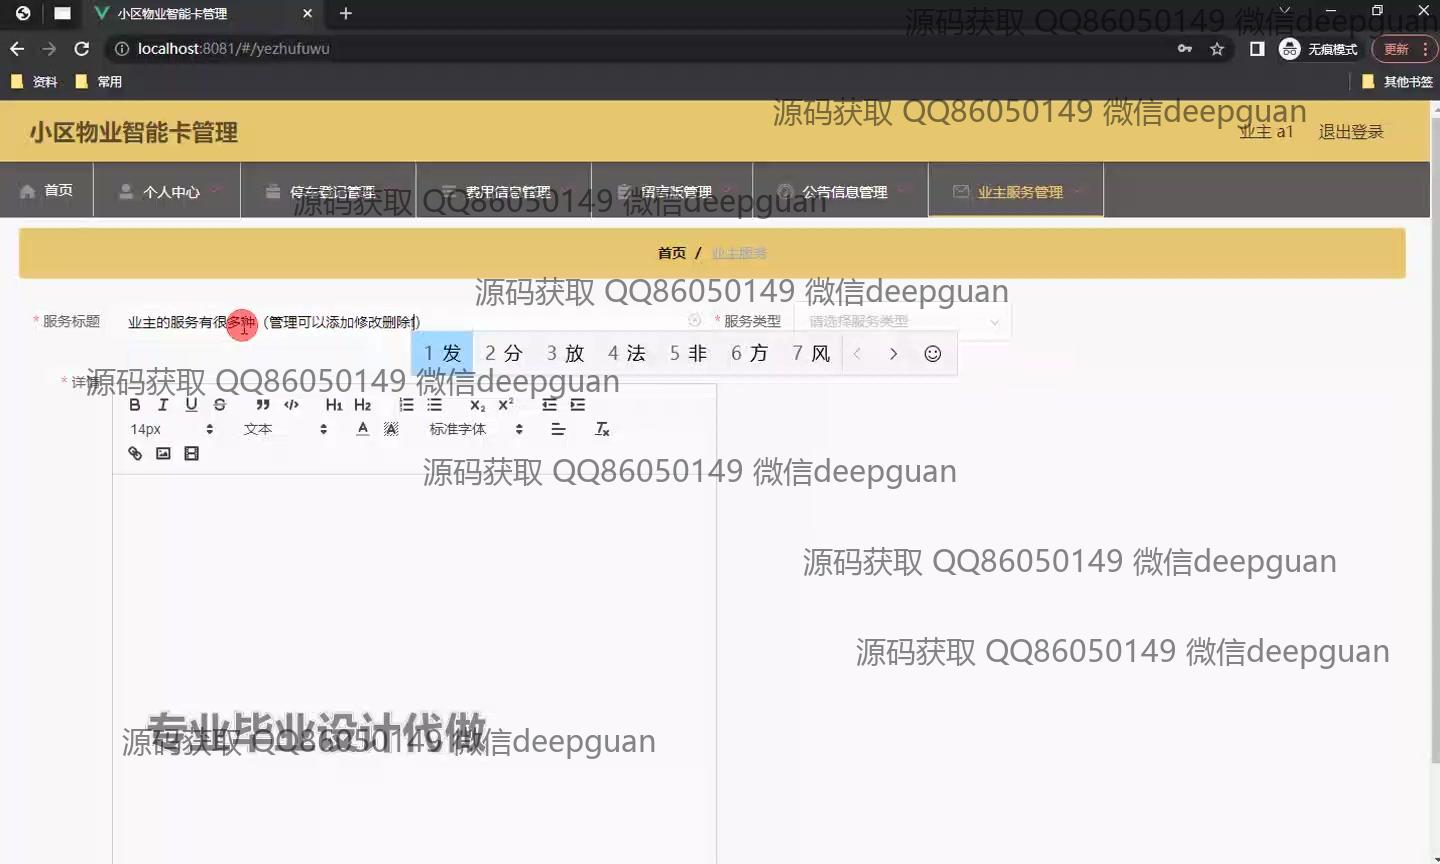 小区物业智能卡管理
源码获取 QQ86050149 微信deepguan
localhost:8081/#/yezhufuwu
无痕模式
更新
资料
常用
其他书签
源码获取 QQ86050149 微信deepguan
小区物业智能卡管理
业主 a1
退出登录
首页
个人中心
停车登记管理
费用信息管理
留言版管理
公告信息管理
业主服务管理
源码获取 QQ86050149 微信deepguan
首页 / 业主服务
源码获取 QQ86050149 微信deepguan
* 服务标题
业主的服务有很多种（管理可以添加修改删除f）
* 服务类型
请选择服务类型
1 发 2 分 3 放 4 法 5 非 6 方 7 风
源码获取 QQ86050149 微信deepguan
B I U S H1 H2 X₂ X²
14px
文本
A A
标准字体
源码获取 QQ86050149 微信deepguan
源码获取 QQ86050149 微信deepguan
源码获取 QQ86050149 微信deepguan
专业毕业设计代做
源码获取 QQ86050149 微信deepguan